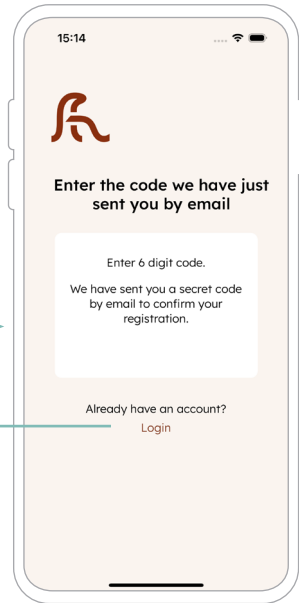 15:14
Enter the code we have just
sent you by email
Enter 6 digit code.
We have sent you a secret code
by email to confirm your
registration.
Already have an account?
Login